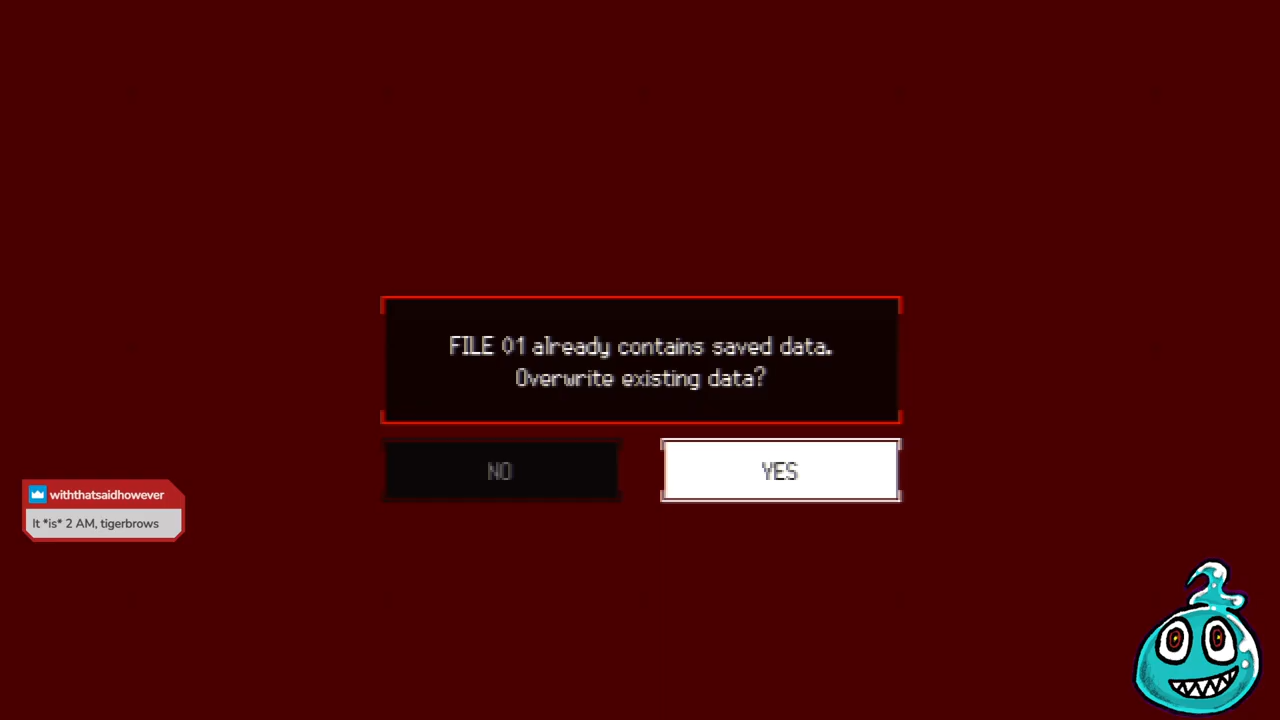 FILE 01 already contains saved data.
Overwrite existing data?
NO
YES
withthatsaidhowever
It *is* 2 AM, tigerbrows